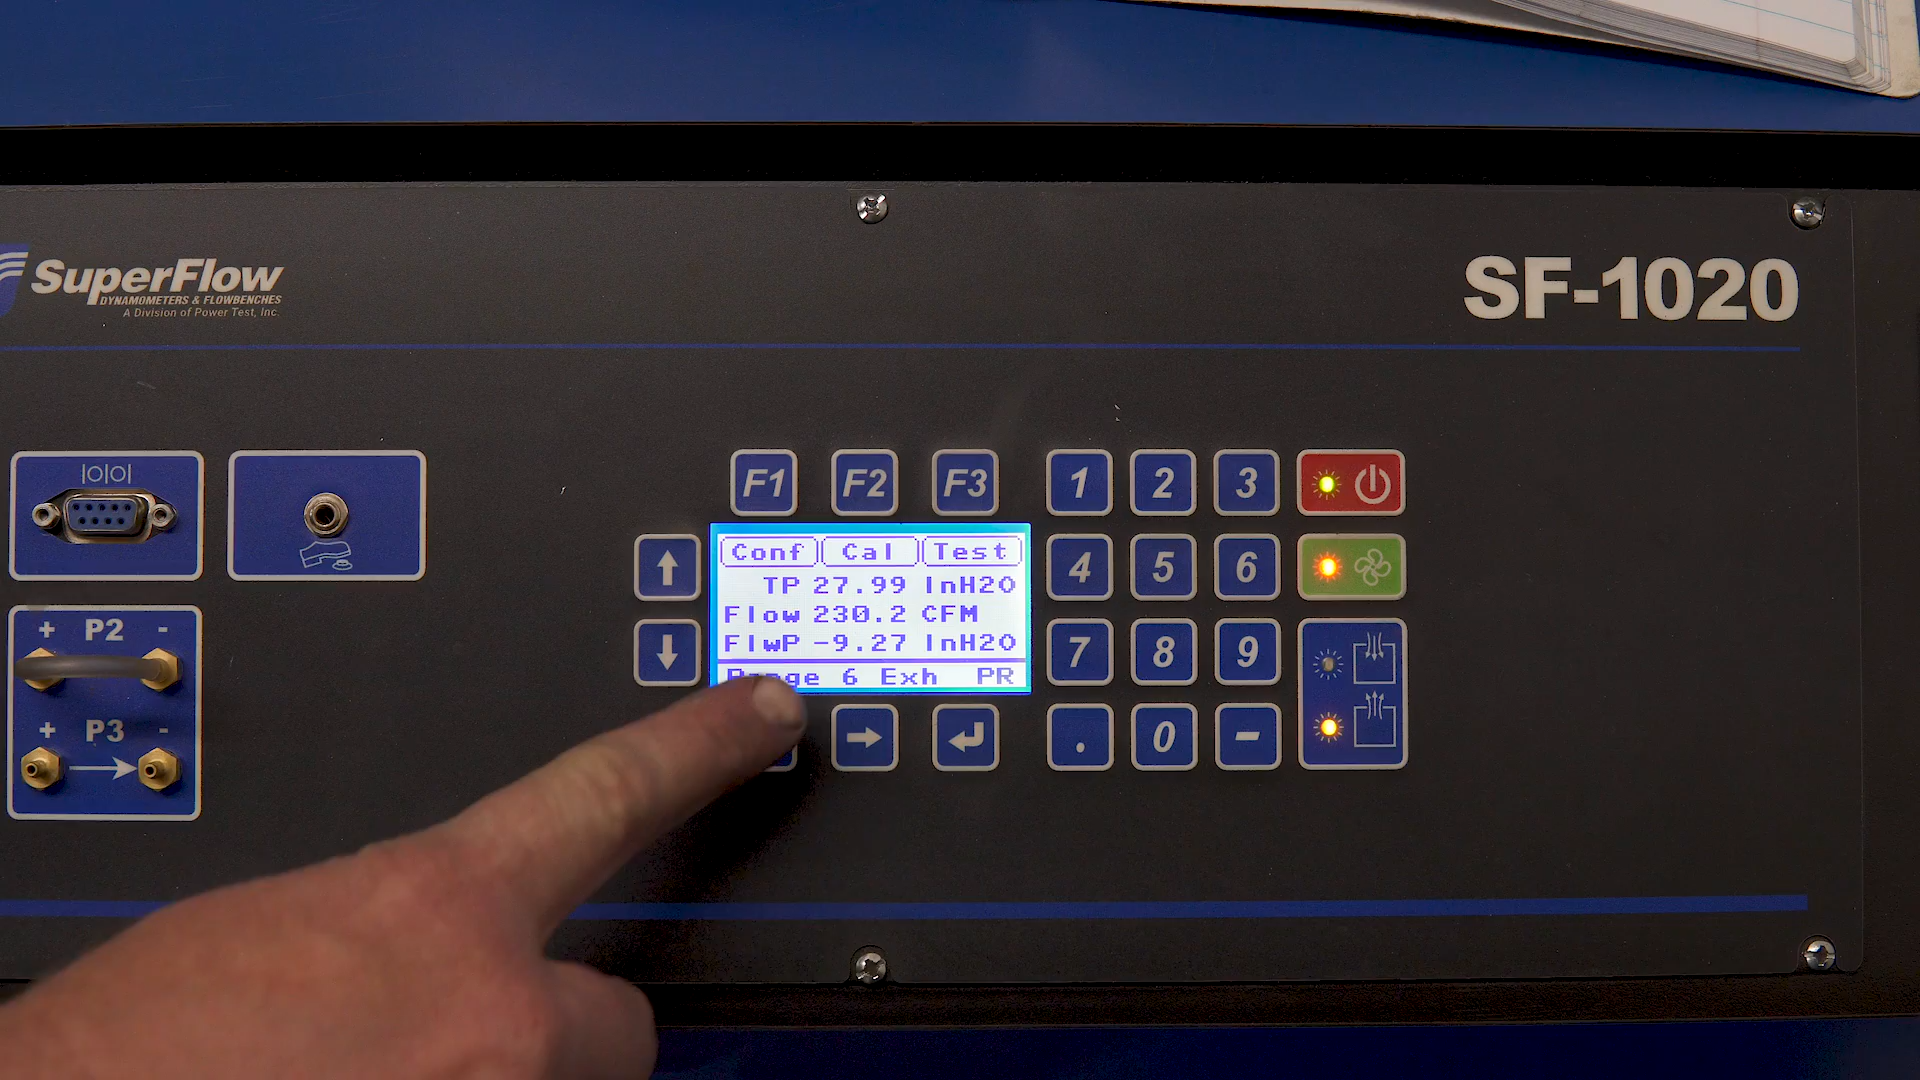 SuperFlow
DYNAMOMETERS & FLOWBENCHES
A Division of Power Test, Inc.
SF-1020
|O|O|
F1 F2 F3
1 2 3
Conf Cal Test
TP 27.99 InH2O
Flow 230.2 CFM
FlwP -9.27 InH2O
Range 6 Exh PR
4 5 6
7 8 9
. 0 -
+ P2 -
+ P3 -